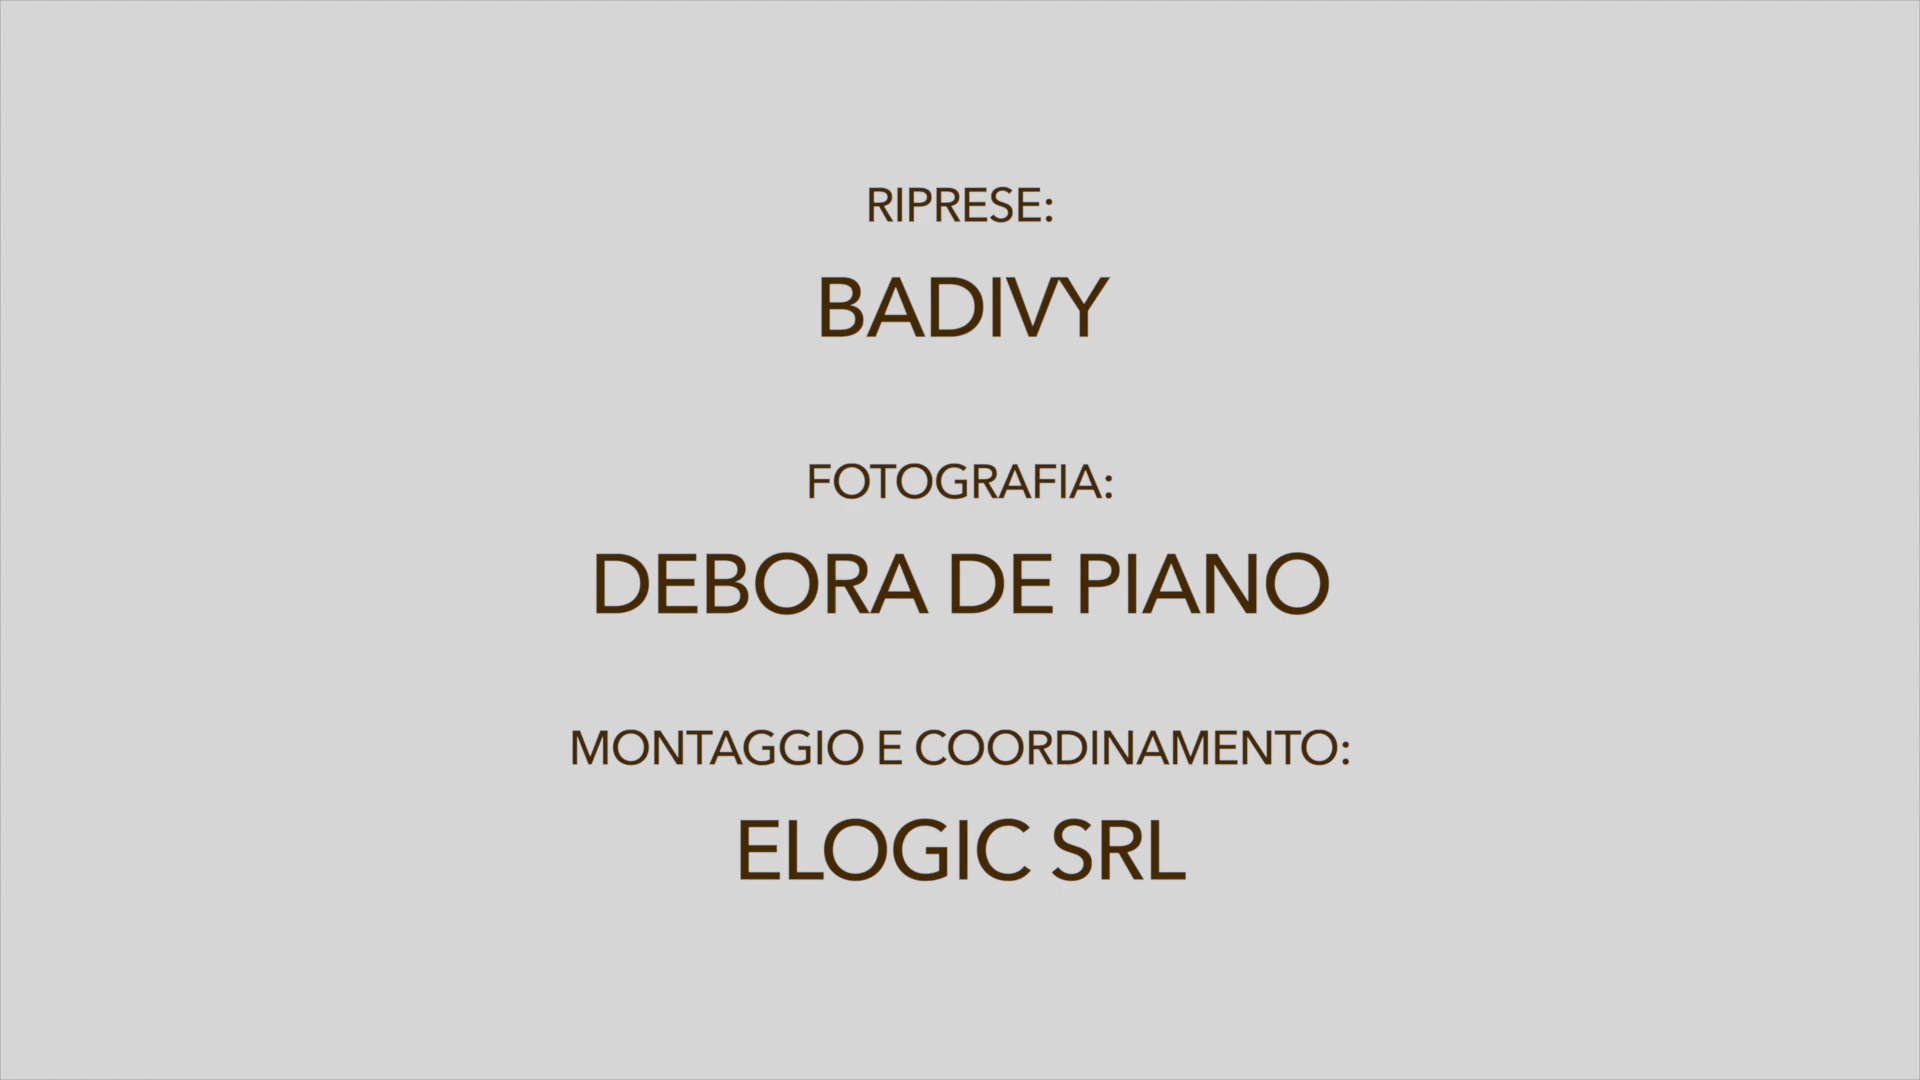 RIPRESE:
BADIVY
FOTOGRAFIA:
DEBORA DE PIANO
MONTAGGIO E COORDINAMENTO:
ELOGIC SRL